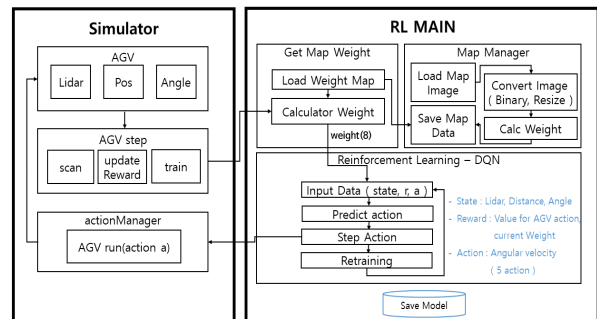 Simulator
AGV
Lidar
Pos
Angle
AGV step
scan
update
Reward
train
actionManager
AGV run(action a)
RL MAIN
Get Map Weight
Load Weight Map
Calculator Weight
weight(8)
Map Manager
Load Map
Image
Convert Image
( Binary, Resize )
Save Map
Data
Calc Weight
Reinforcement Learning – DQN
Input Data ( state, r, a )
Predict action
Step Action
Retraining
- State : Lidar, Distance, Angle
- Reward : Value for AGV action,
current Weight
- Action : Angular velocity
( 5 action )
Save Model